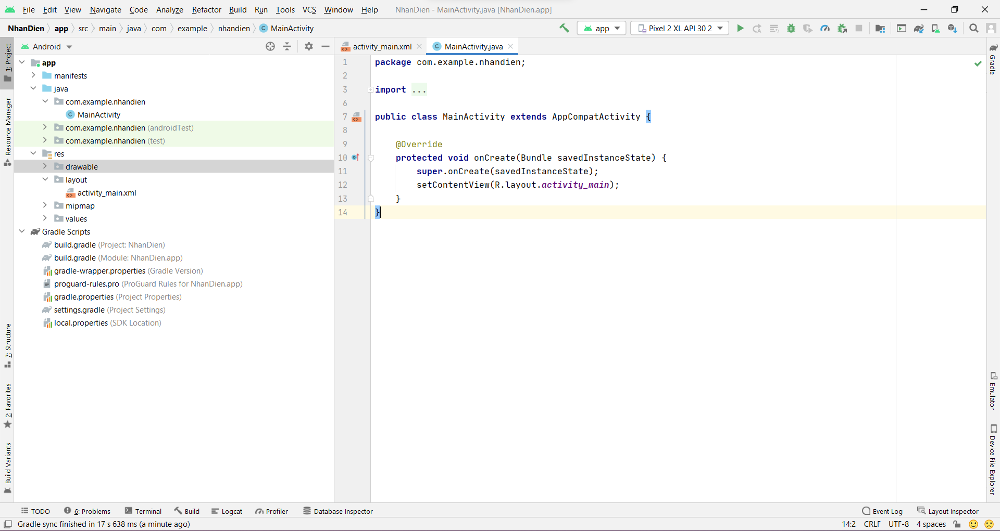 File Edit View Navigate Code Analyze Refactor Build Run Tools VCS Window Help NhanDien - MainActivity.java [NhanDien.app]
NhanDien app src main java com example nhandien MainActivity app Pixel 2 XL API 30 2
1: Project
Resource Manager
7: Structure
2: Favorites
Build Variants
Android
app
manifests
java
com.example.nhandien
MainActivity
com.example.nhandien (androidTest)
com.example.nhandien (test)
res
drawable
layout
activity_main.xml
mipmap
values
Gradle Scripts
build.gradle (Project: NhanDien)
build.gradle (Module: NhanDien.app)
gradle-wrapper.properties (Gradle Version)
proguard-rules.pro (ProGuard Rules for NhanDien.app)
gradle.properties (Project Properties)
settings.gradle (Project Settings)
local.properties (SDK Location)
activity_main.xml MainActivity.java
1 package com.example.nhandien;
2
3 import ...
6
7 public class MainActivity extends AppCompatActivity {
8
9 @Override
10 protected void onCreate(Bundle savedInstanceState) {
11 super.onCreate(savedInstanceState);
12 setContentView(R.layout.activity_main);
13 }
14 }
Gradle
Emulator
Device File Explorer
TODO 6: Problems Terminal Build Logcat Profiler Database Inspector Event Log Layout Inspector
Gradle sync finished in 17 s 638 ms (a minute ago) 14:2 CRLF UTF-8 4 spaces